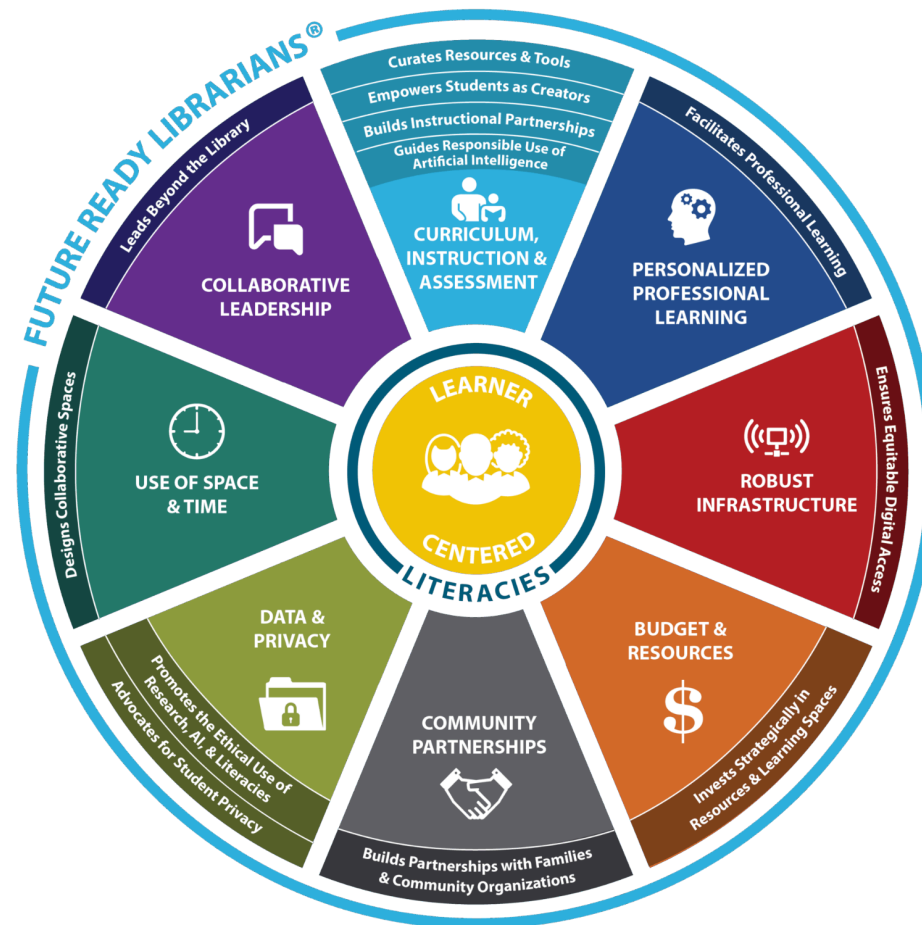 FUTURE READY LIBRARIANS®
Curates Resources & Tools
Empowers Students as Creators
Builds Instructional Partnerships
Guides Responsible Use of
Artificial Intelligence
CURRICULUM,
INSTRUCTION &
ASSESSMENT
Facilitates Professional Learning
PERSONALIZED
PROFESSIONAL
LEARNING
Ensures Equitable Digital Access
ROBUST
INFRASTRUCTURE
BUDGET &
RESOURCES
Invests Strategically in
Resources & Learning Spaces
COMMUNITY
PARTNERSHIPS
Builds Partnerships with Families
& Community Organizations
DATA &
PRIVACY
Promotes the Ethical Use of
Research, AI, & Literacies
Advocates for Student Privacy
Designs Collaborative Spaces
USE OF SPACE
& TIME
Leads Beyond the Library
COLLABORATIVE
LEADERSHIP
LEARNER
CENTERED
LITERACIES